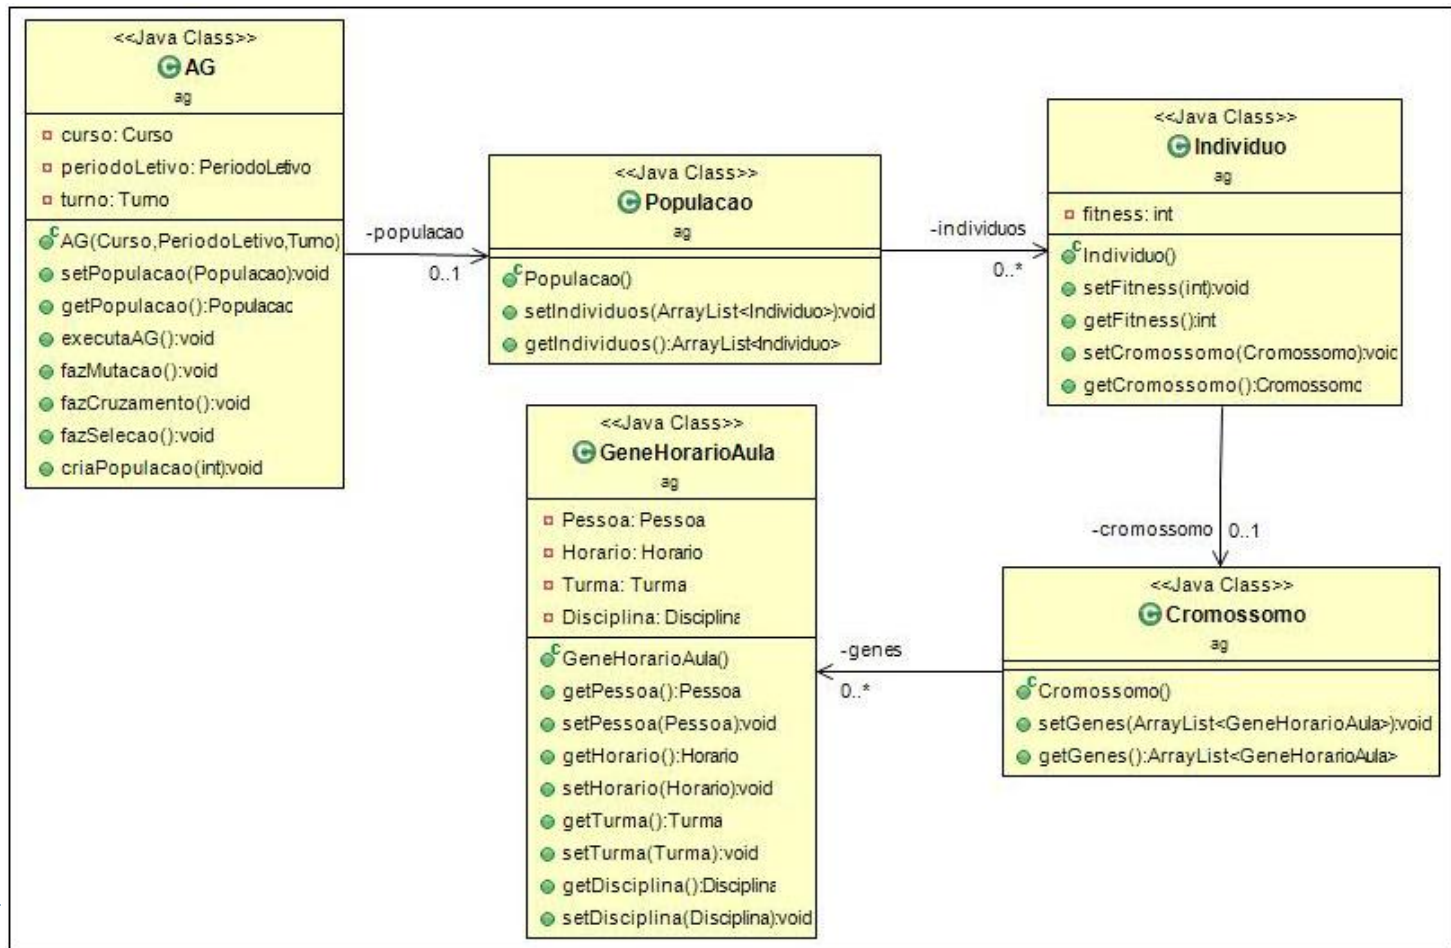 <<Java Class>>
AG
ag
curso: Curso
periodoLetivo: PeriodoLetivo
turno: Turno
AG(Curso,PeriodoLetivo,Turno)
setPopulacao(Populacao):void
getPopulacao():Populacao
executaAG():void
fazMutacao():void
fazCruzamento():void
fazSelecao():void
criaPopulacao(int):void
-populacao
0..1
<<Java Class>>
Populacao
ag
Populacao()
setIndividuos(ArrayList<Individuo>):void
getIndividuos():ArrayList<Individuo>
-individuos
0..*
<<Java Class>>
Individuo
ag
fitness: int
Individuo()
setFitness(int):void
getFitness():int
setCromossomo(Cromossomo):void
getCromossomo():Cromossomo
-cromossomo
0..1
<<Java Class>>
Cromossomo
ag
Cromossomo()
setGenes(ArrayList<GeneHorarioAula>):void
getGenes():ArrayList<GeneHorarioAula>
-genes
0..*
<<Java Class>>
GeneHorarioAula
ag
Pessoa: Pessoa
Horario: Horario
Turma: Turma
Disciplina: Disciplina
GeneHorarioAula()
getPessoa():Pessoa
setPessoa(Pessoa):void
getHorario():Horario
setHorario(Horario):void
getTurma():Turma
setTurma(Turma):void
getDisciplina():Disciplina
setDisciplina(Disciplina):void